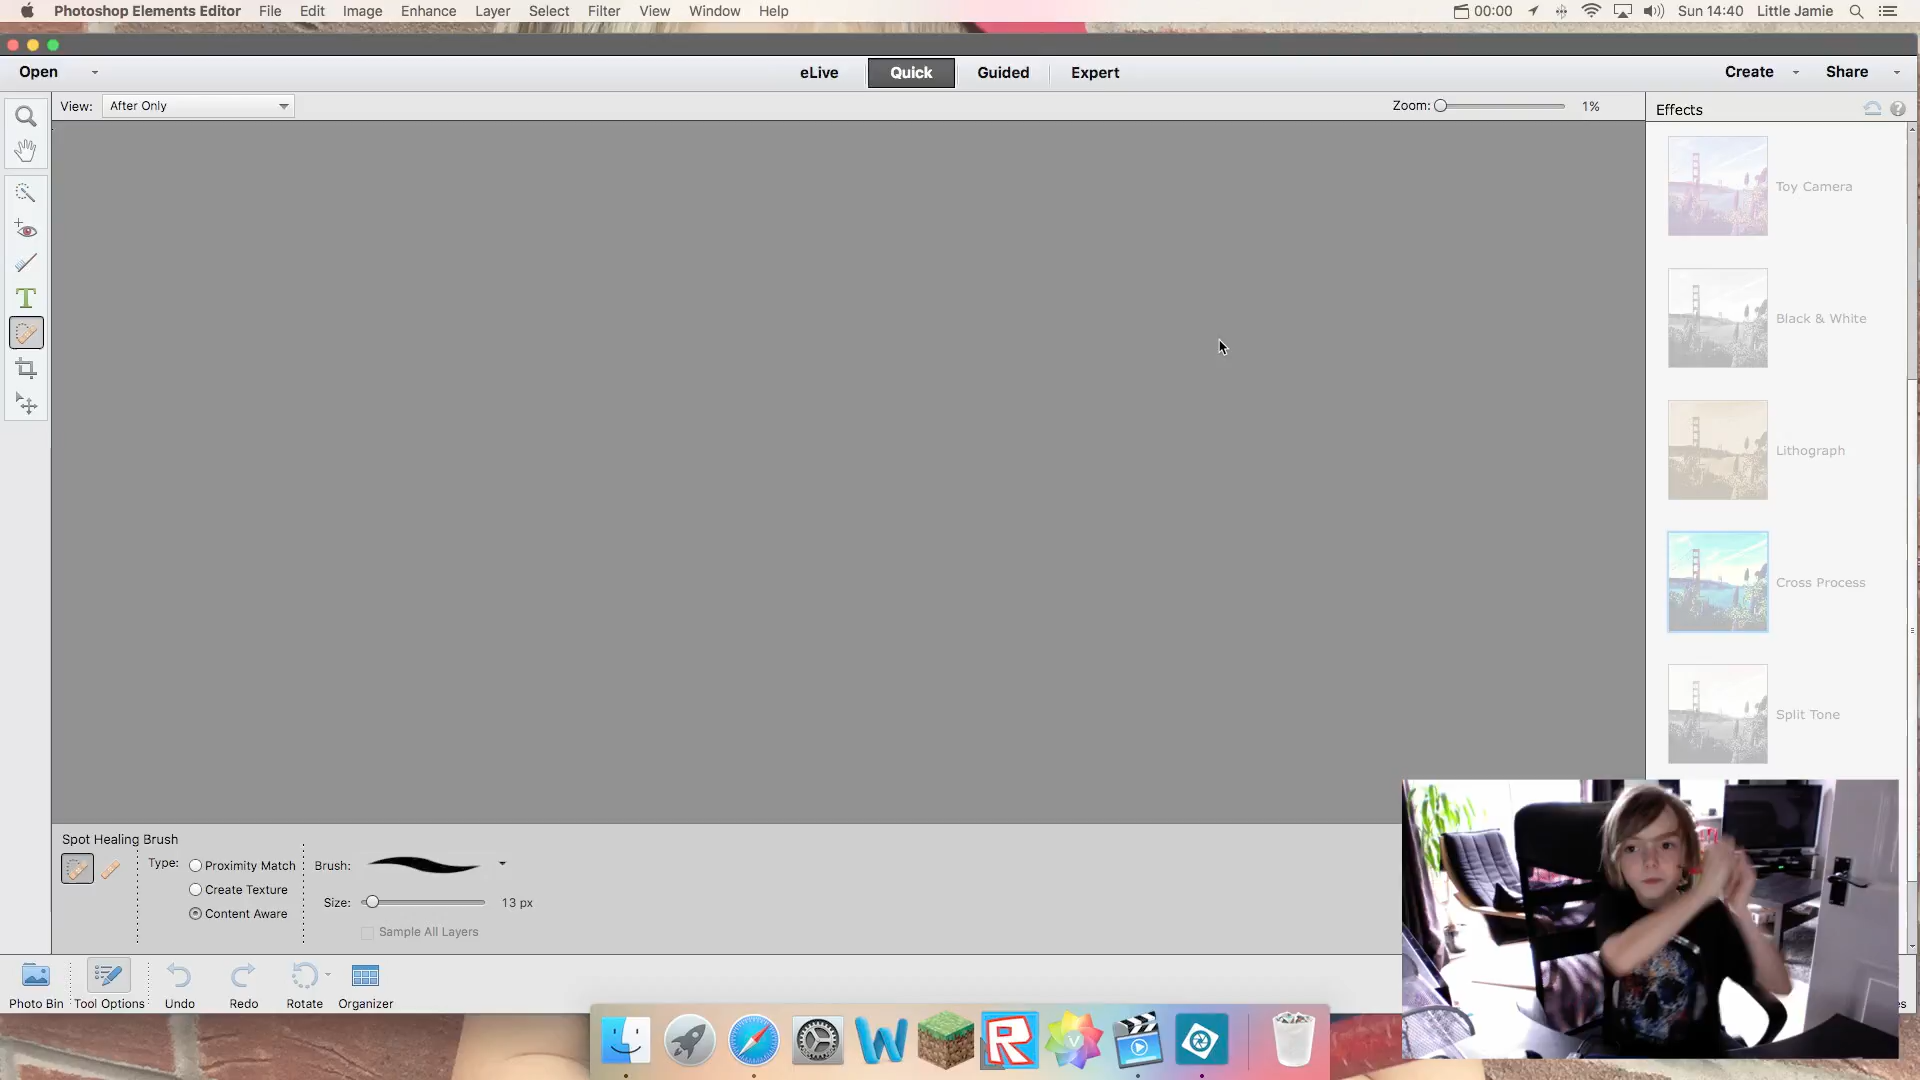 Photoshop Elements Editor File Edit Image Enhance Layer Select Filter View Window Help 00:00 Sun 14:40 Little Jamie
Open eLive Quick Guided Expert Create Share
View: After Only Zoom: 1% Effects
Toy Camera
Black & White
Lithograph
Cross Process
Split Tone
Spot Healing Brush
Type: Proximity Match Brush:
Create Texture
Size: 13 px
Content Aware
Sample All Layers
Photo Bin Tool Options Undo Redo Rotate Organizer